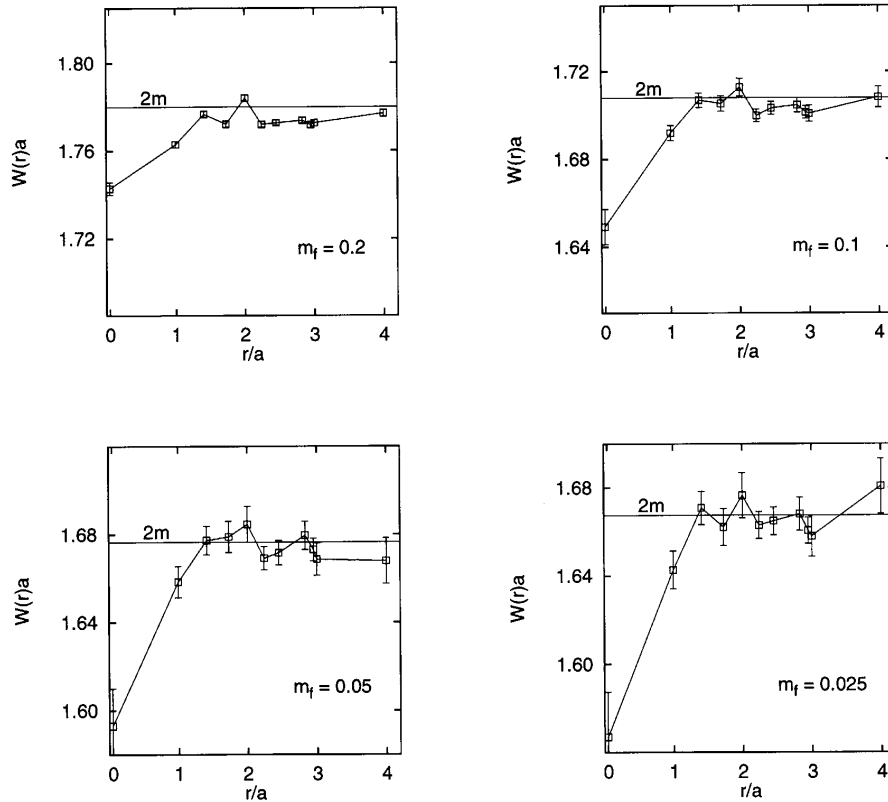 1.80
1.76
1.72
W(r)a
2m
m_f = 0.2
0 1 2 3 4
r/a
1.72
1.68
1.64
W(r)a
2m
m_f = 0.1
0 1 2 3 4
r/a
1.68
1.64
1.60
W(r)a
2m
m_f = 0.05
0 1 2 3 4
r/a
1.68
1.64
1.60
W(r)a
2m
m_f = 0.025
0 1 2 3 4
r/a